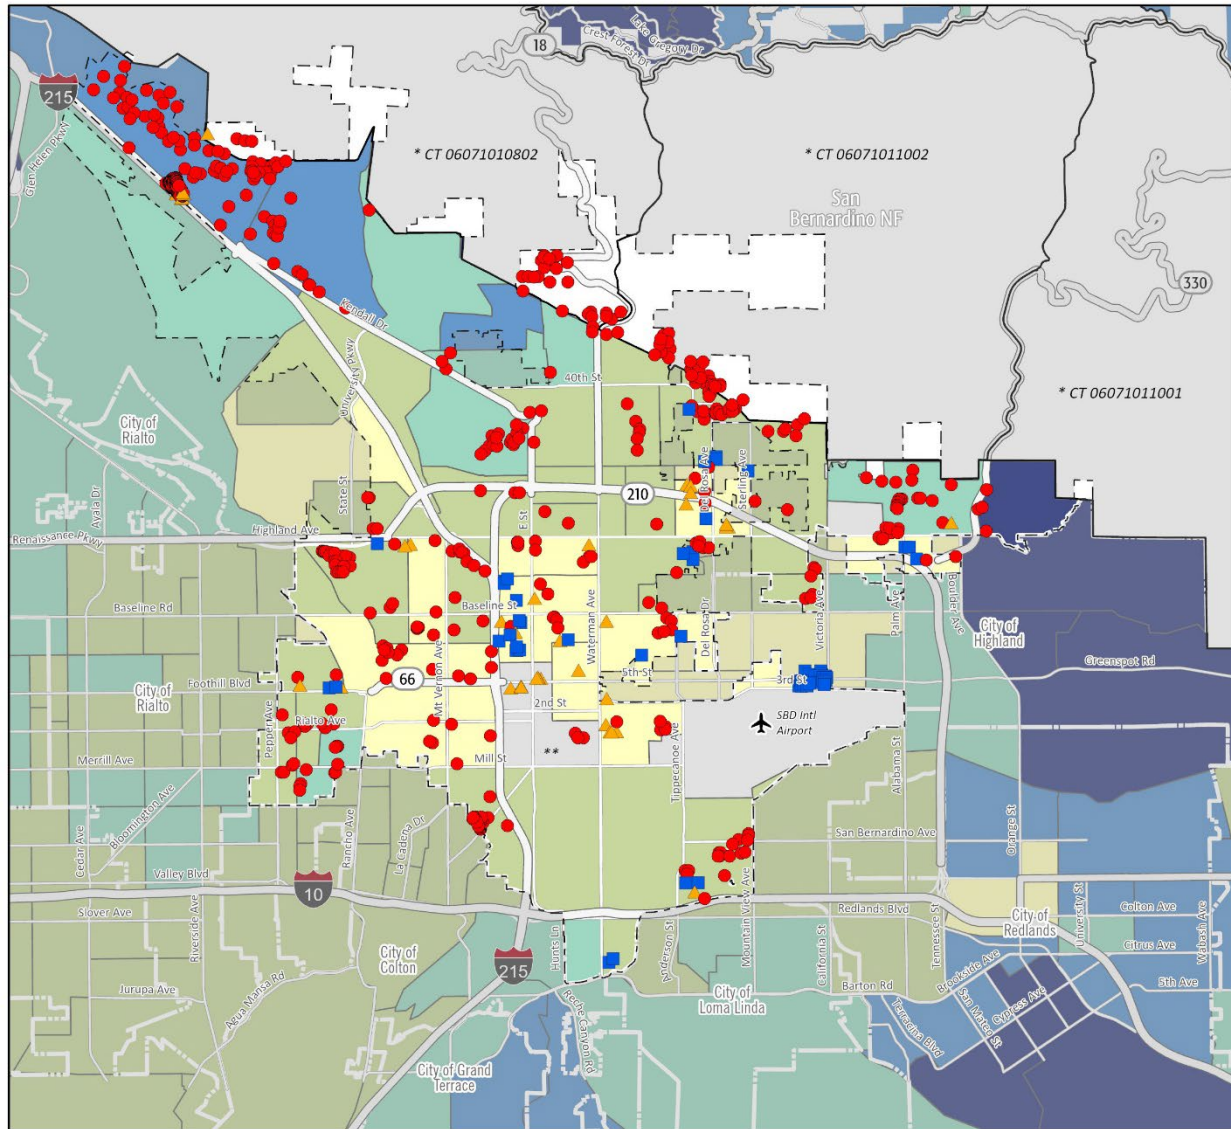 Lake Gregory Dr
Crest Forest Dr
18
215
Glen Helen Pkwy
* CT 06071010802
* CT 06071011002
San
Bernardino NF
330
Kendall Dr
University Pkwy
40th St
* CT 06071011001
City of
Rialto
Ayala Dr
State St
210
Del Rosa Ave
Sterling Ave
Highland Ave
Renaissance Pkwy
E St
Baseline Rd
Baseline St
Waterman Ave
Del Rosa Dr
Victoria Ave
Palm Ave
Boulder Ave
City of
Highland
Mt Vernon Ave
5th St
Greenspot Rd
City of
Rialto
Foothill Blvd
66
3rd St
2nd St
Pepper Ave
Rialto Ave
SBD Intl
Airport
**
Merrill Ave
Mill St
Tippecanoe Ave
Alabama St
Cedar Ave
Bloomington Ave
Rancho Ave
La Cadena Dr
San Bernardino Ave
Orange St
Valley Blvd
10
Mountain View Ave
Slover Ave
Riverside Ave
Redlands Blvd
Tennessee St
City of
Redlands
University St
Colton Ave
Wabash Ave
City of
Colton
215
Hunts Ln
Anderson St
California St
Citrus Ave
Brookside Ave
5th Ave
Jurupa Ave
Agua Mansa Rd
Reche Canyon Rd
City of
Loma Linda
Barton Rd
San Mateo St
Cypress Ave
Terracina Blvd
City of Grand
Terrace